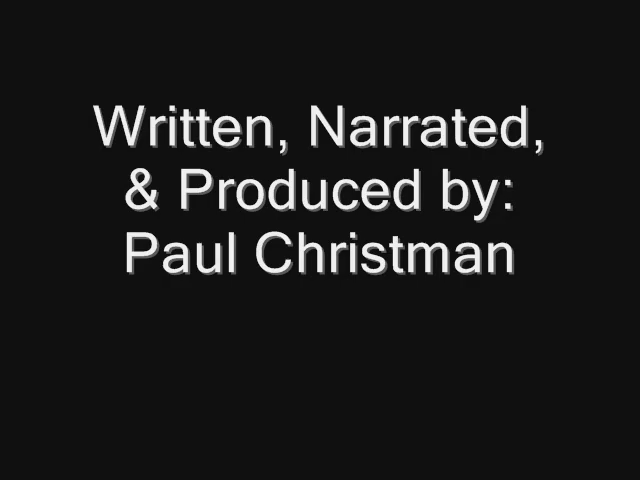 Written, Narrated,
& Produced by:
Paul Christman